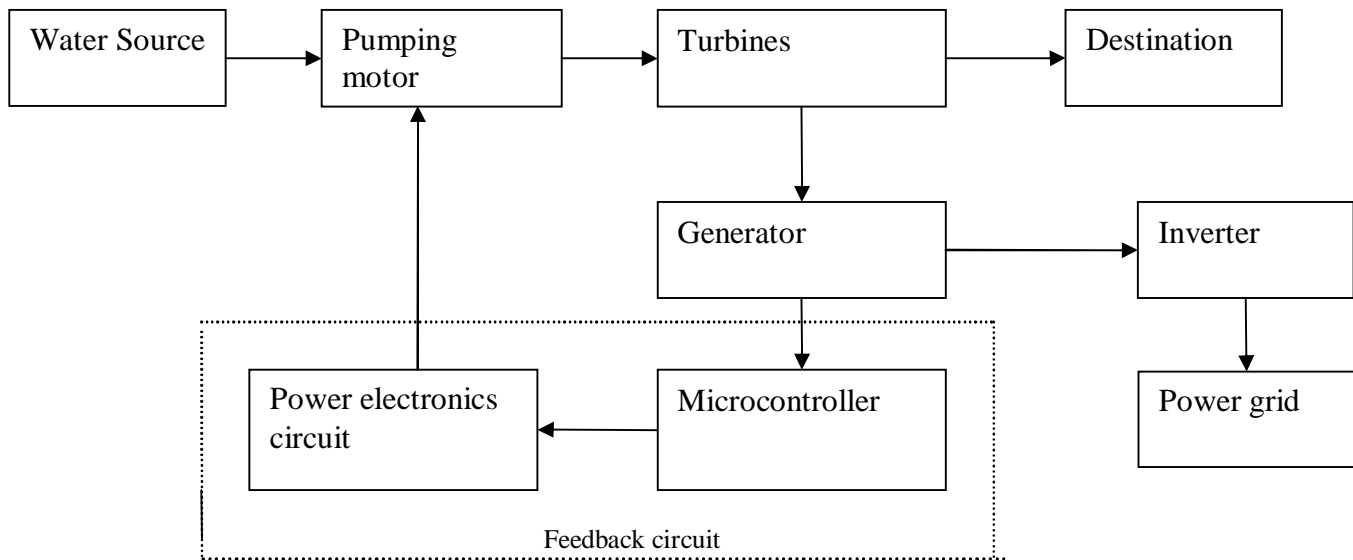 Water Source
Pumping
motor
Turbines
Destination
Generator
Inverter
Power electronics
circuit
Microcontroller
Power grid
Feedback circuit